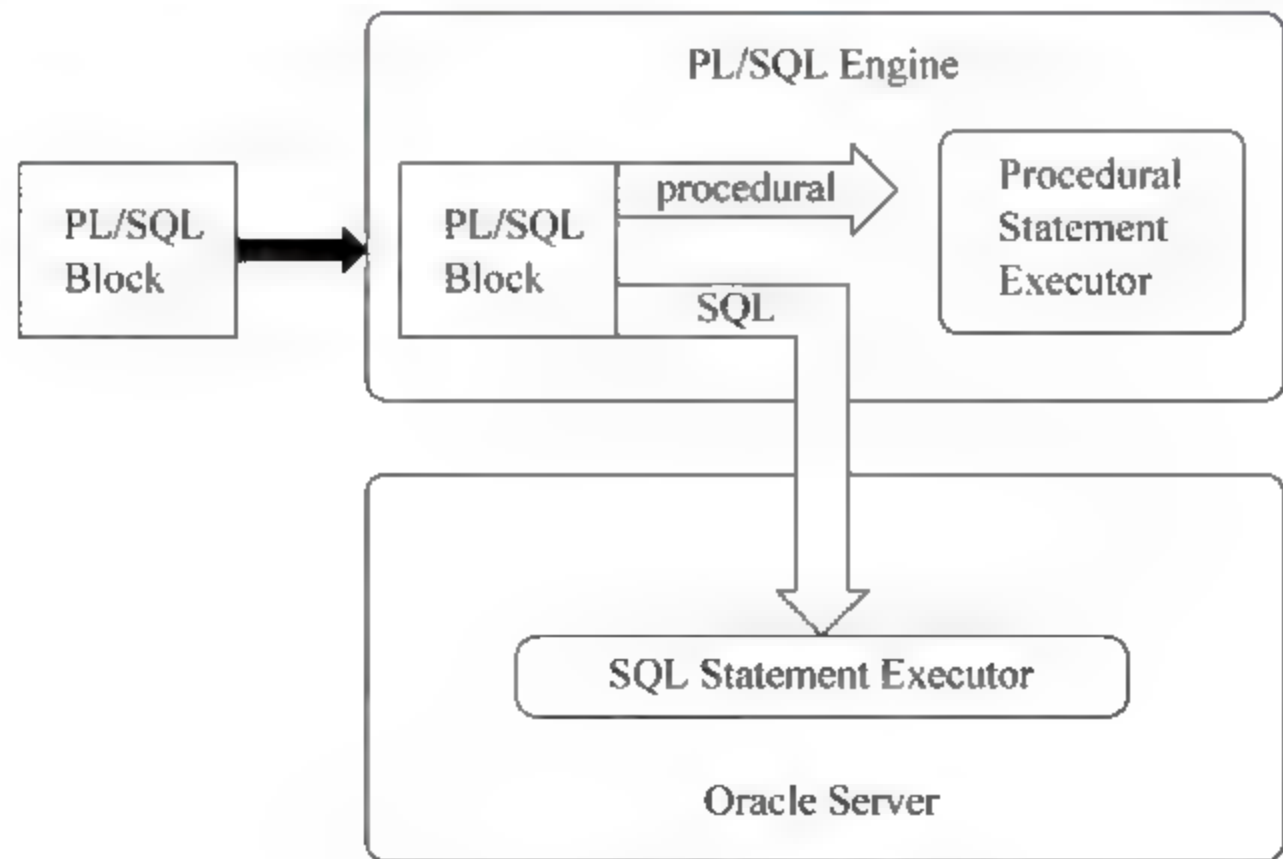 PL/SQL Engine
PL/SQL
Block
PL/SQL
Block
procedural
SQL
Procedural
Statement
Executor
SQL Statement Executor
Oracle Server